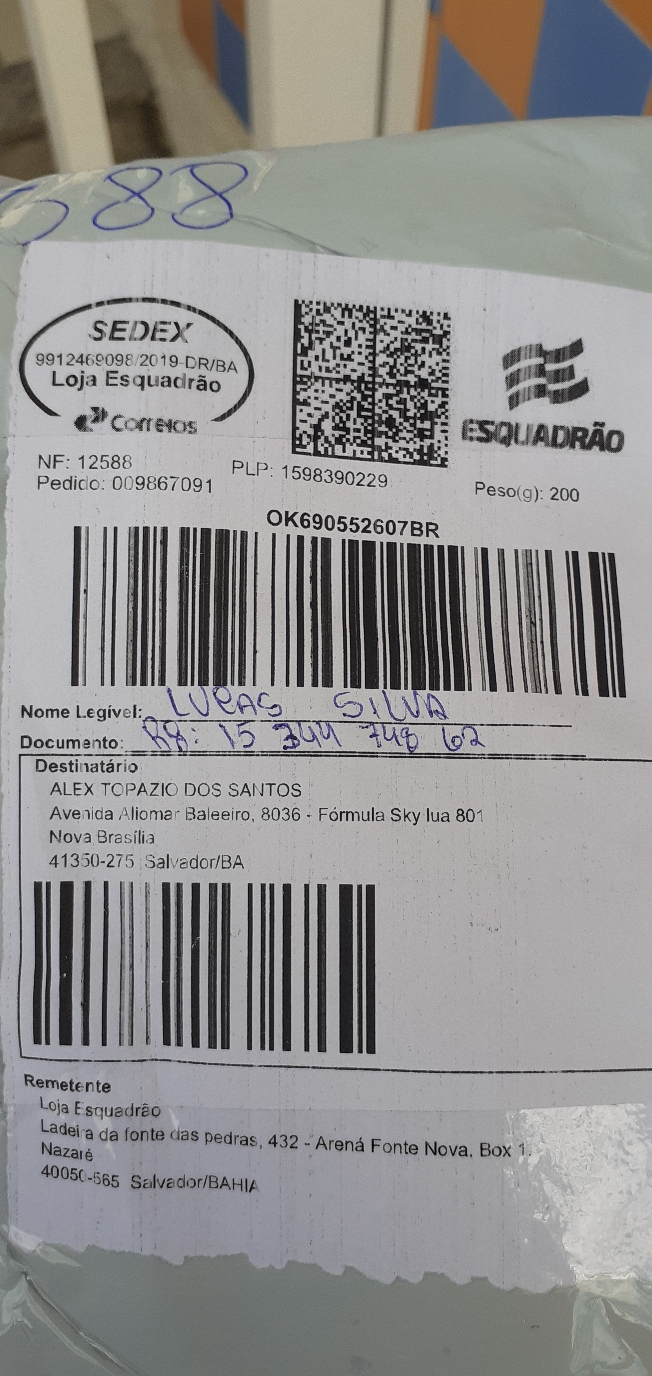 688
SEDEX
9912469098/2019-DR/BA
Loja Esquadrão
Correios
ESQUADRÃO
NF: 12588
PLP: 1598390229
Pedido: 009867091
Peso(g): 200
OK690552607BR
Nome Legível: LUCAS SILVA
Documento: RG: 15 344 748 62
Destinatário
ALEX TOPAZIO DOS SANTOS
Avenida Aliomar Baleeiro, 8036 - Fórmula Sky lua 801
Nova Brasília
41350-275 Salvador/BA
Remetente
Loja Esquadrão
Ladeira da fonte das pedras, 432 - Arená Fonte Nova, Box 1.
Nazaré
40050-565 Salvador/BAHIA